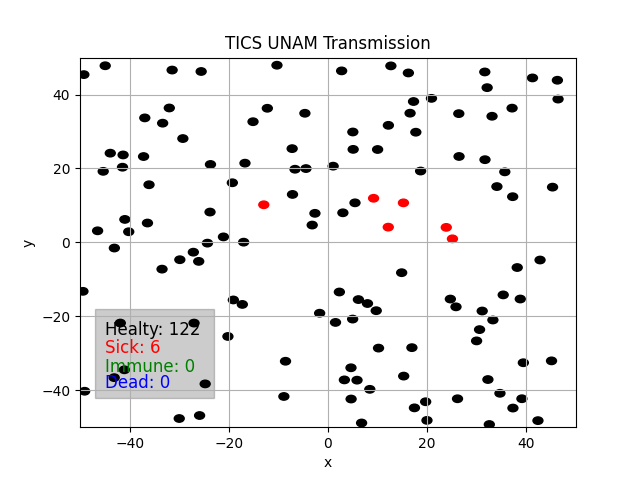 TICS UNAM Transmission
y
40
20
0
−20
−40
Healty: 122
Sick: 6
Immune: 0
Dead: 0
−40 −20 0 20 40
x